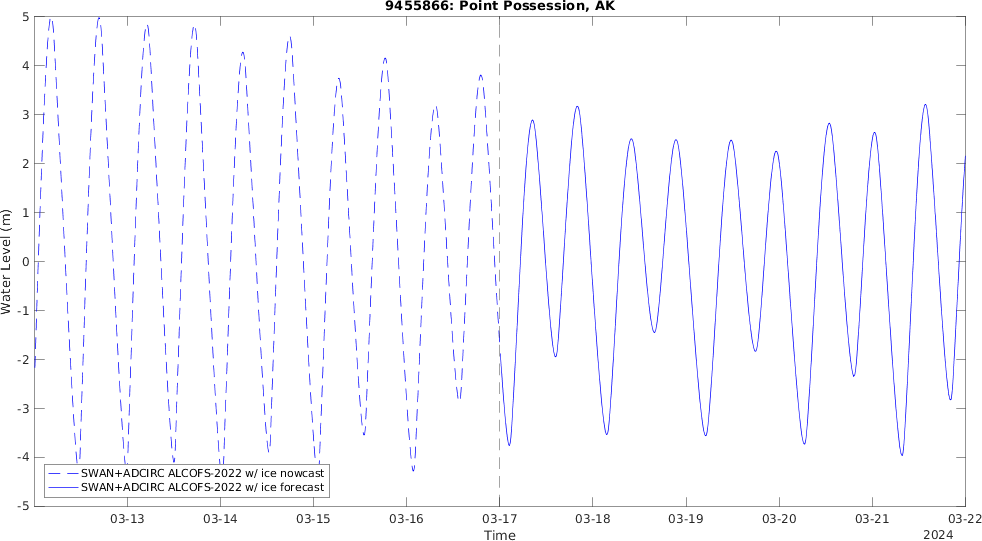 9455866: Point Possession, AK
Water Level (m)
5
4
3
2
1
0
-1
-2
-3
-4
-5
SWAN+ADCIRC ALCOFS-2022 w/ ice nowcast
SWAN+ADCIRC ALCOFS-2022 w/ ice forecast
03-13 03-14 03-15 03-16 03-17 03-18 03-19 03-20 03-21 03-22
Time
2024